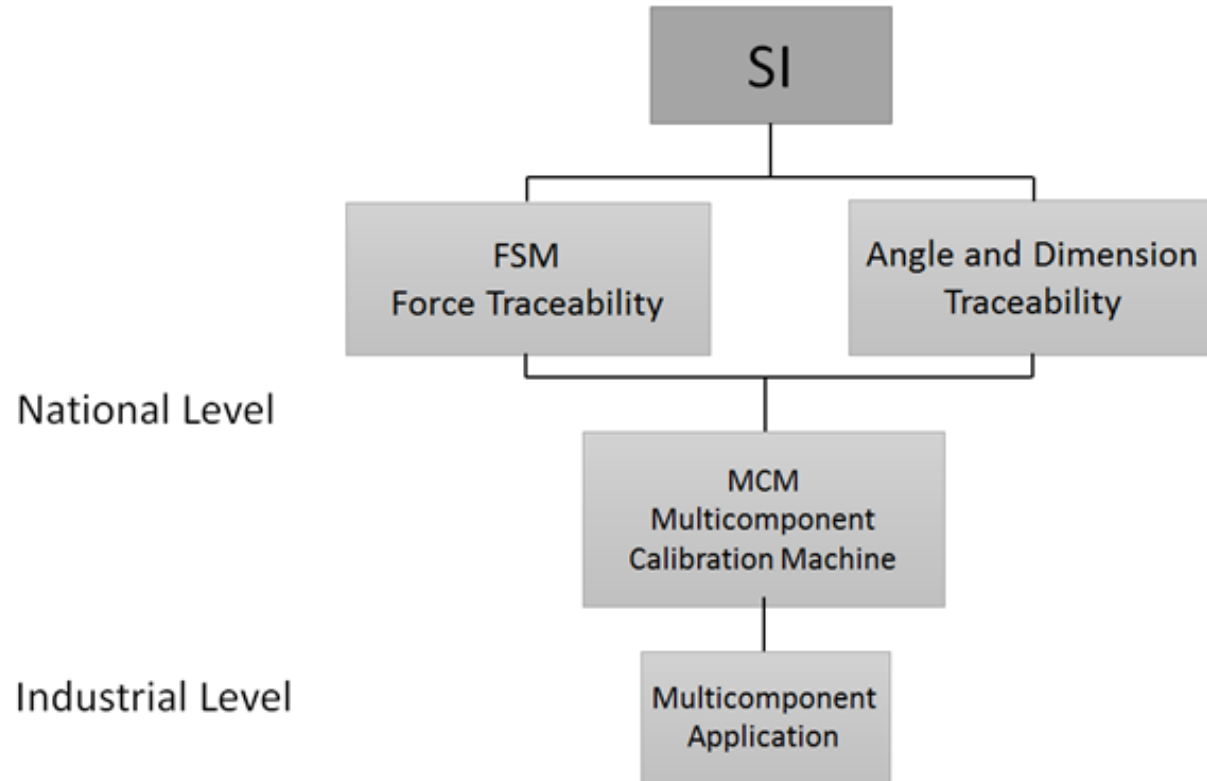 SI
FSM
Force Traceability
Angle and Dimension
Traceability
National Level
MCM
Multicomponent
Calibration Machine
Industrial Level
Multicomponent
Application